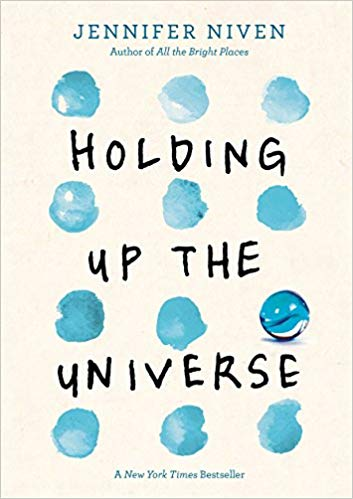 JENNIFER NIVEN
Author of All the Bright Places
HOLDING
UP THE
UNIVERSE
A New York Times Bestseller